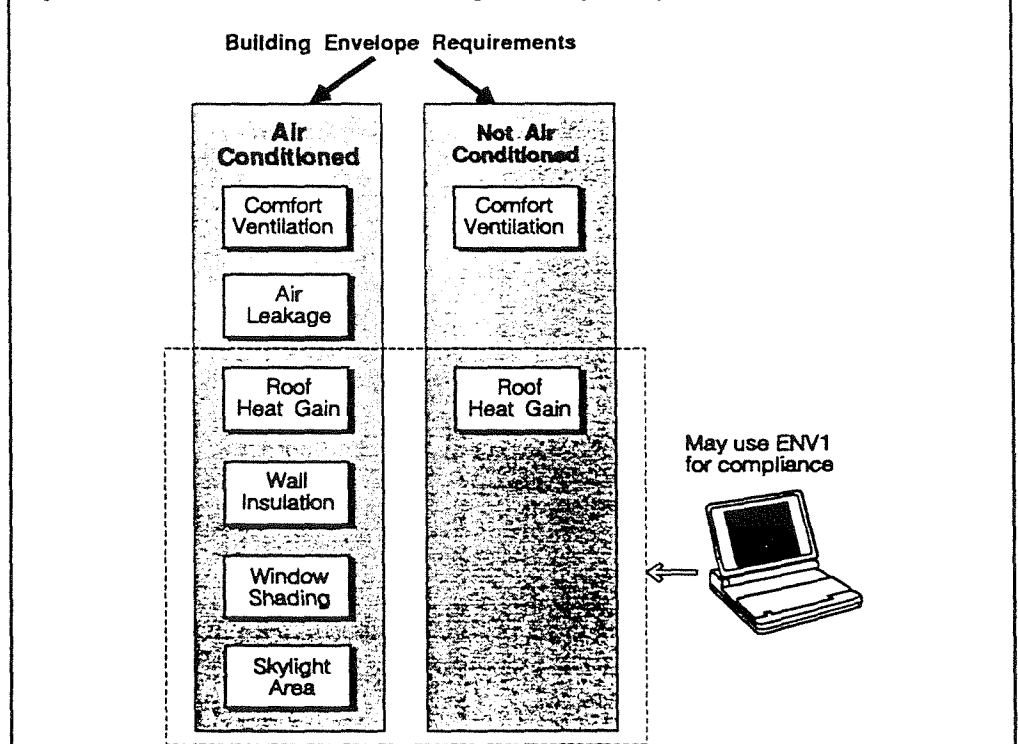 Building Envelope Requirements
Air
Conditioned
Comfort
Ventilation
Air
Leakage
Roof
Heat Gain
Wall
Insulation
Window
Shading
Skylight
Area
Not Air
Conditioned
Comfort
Ventilation
Roof
Heat Gain
May use ENV1
for compliance